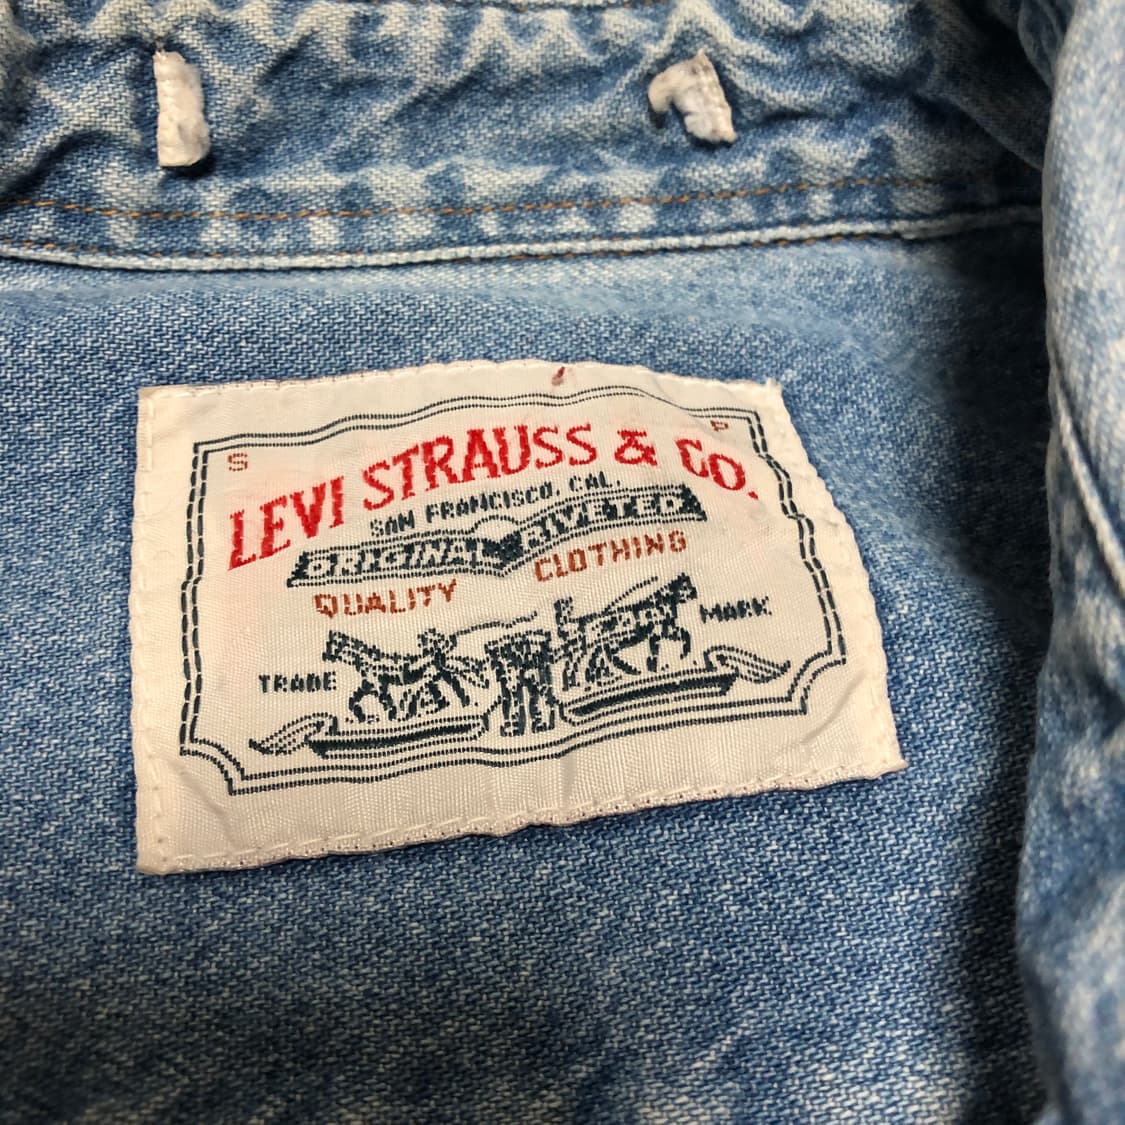 S P
LEVI STRAUSS & CO.
SAN FRANCISCO, CAL.
ORIGINAL RIVETED
QUALITY CLOTHING
TRADE MARK